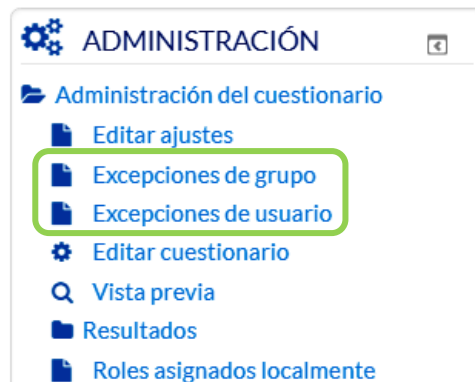 ADMINISTRACIÓN
Administración del cuestionario
Editar ajustes
Excepciones de grupo
Excepciones de usuario
Editar cuestionario
Vista previa
Resultados
Roles asignados localmente